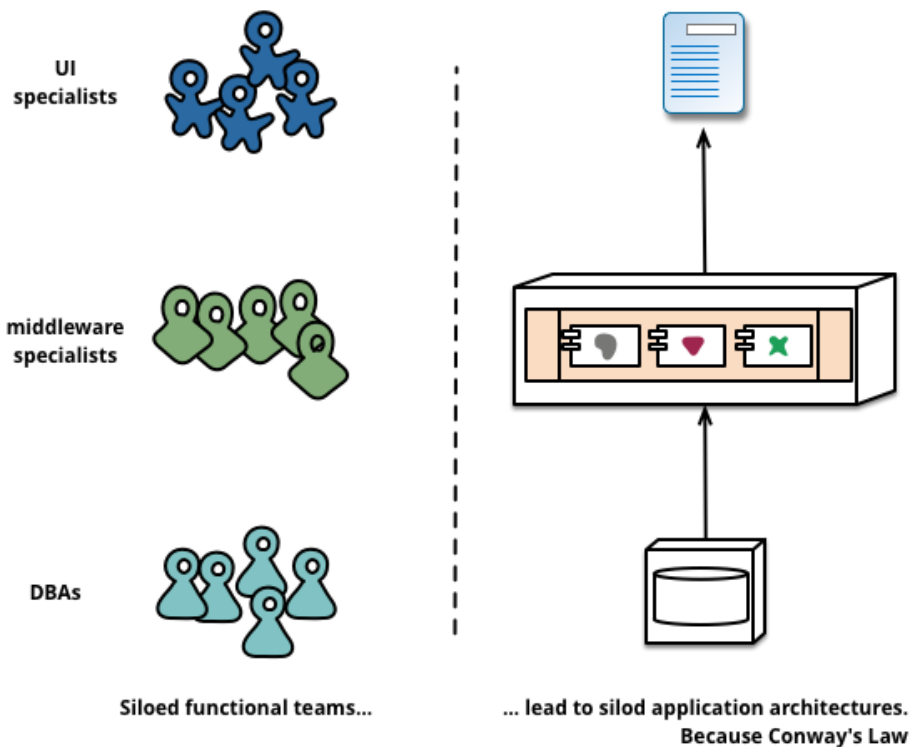 UI
specialists
middleware
specialists
DBAs
Siloed functional teams...
... lead to silod application architectures.
Because Conway's Law